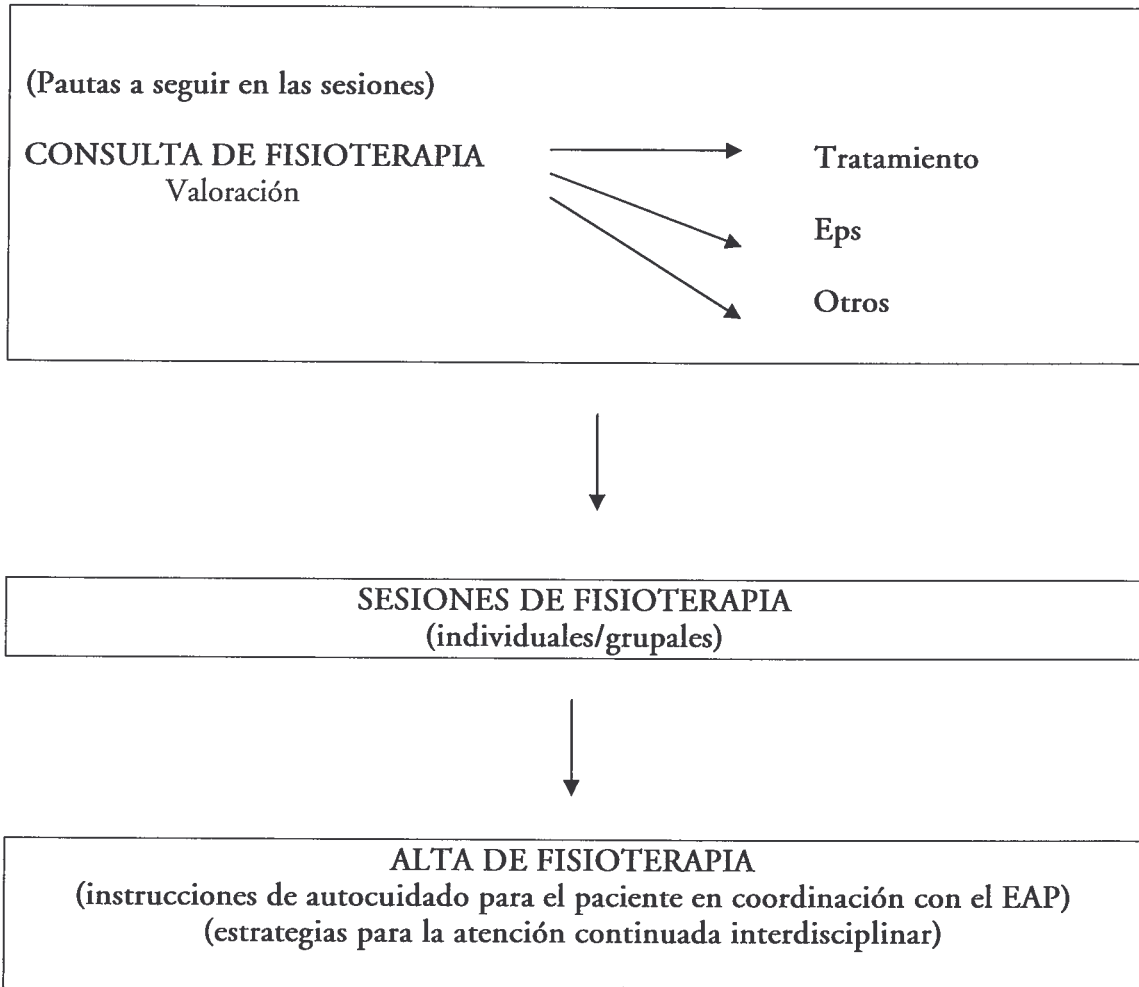 (Pautas a seguir en las sesiones)
CONSULTA DE FISIOTERAPIA
Valoración
Tratamiento
Eps
Otros
SESIONES DE FISIOTERAPIA
(individuales/grupales)
ALTA DE FISIOTERAPIA
(instrucciones de autocuidado para el paciente en coordinación con el EAP)
(estrategias para la atención continuada interdisciplinar)